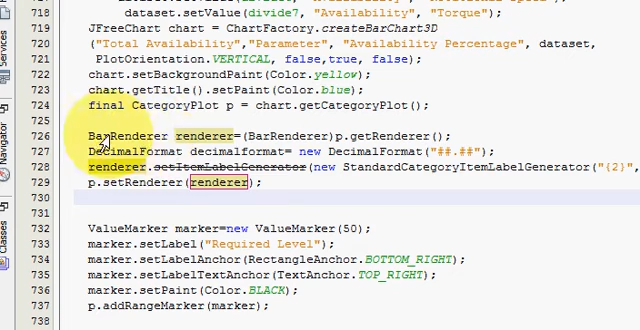 Services
Navigator
Classes
718 dataset.setValue(divide7, "Availability", "Torque");
719 JFreeChart chart = ChartFactory.createBarChart3D
720 ("Total Availability","Parameter", "Availability Percentage", dataset,
721 PlotOrientation.VERTICAL, false,true, false);
722 chart.setBackgroundPaint(Color.yellow);
723 chart.getTitle().setPaint(Color.blue);
724 final CategoryPlot p = chart.getCategoryPlot();
725
726 BarRenderer renderer=(BarRenderer)p.getRenderer();
727 DecimalFormat decimalformat= new DecimalFormat("##.##");
728 renderer.setItemLabelGenerator(new StandardCategoryItemLabelGenerator("{2}",
729 p.setRenderer(renderer);
730
731
732 ValueMarker marker=new ValueMarker(50);
733 marker.setLabel("Required Level");
734 marker.setLabelAnchor(RectangleAnchor.BOTTOM_RIGHT);
735 marker.setLabelTextAnchor(TextAnchor.TOP_RIGHT);
736 marker.setPaint(Color.BLACK);
737 p.addRangeMarker(marker);
738